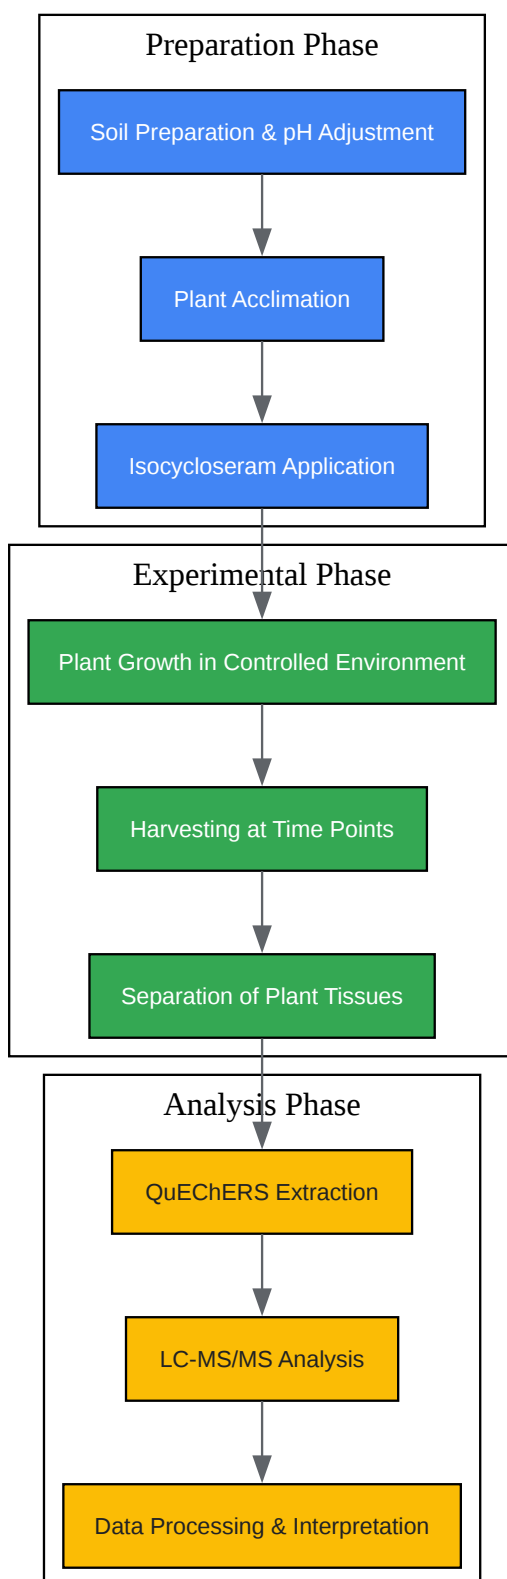 Preparation Phase
Soil Preparation & pH Adjustment
Plant Acclimation
Isocycloseram Application
Experimental Phase
Plant Growth in Controlled Environment
Harvesting at Time Points
Separation of Plant Tissues
Analysis Phase
QuEChERS Extraction
LC-MS/MS Analysis
Data Processing & Interpretation